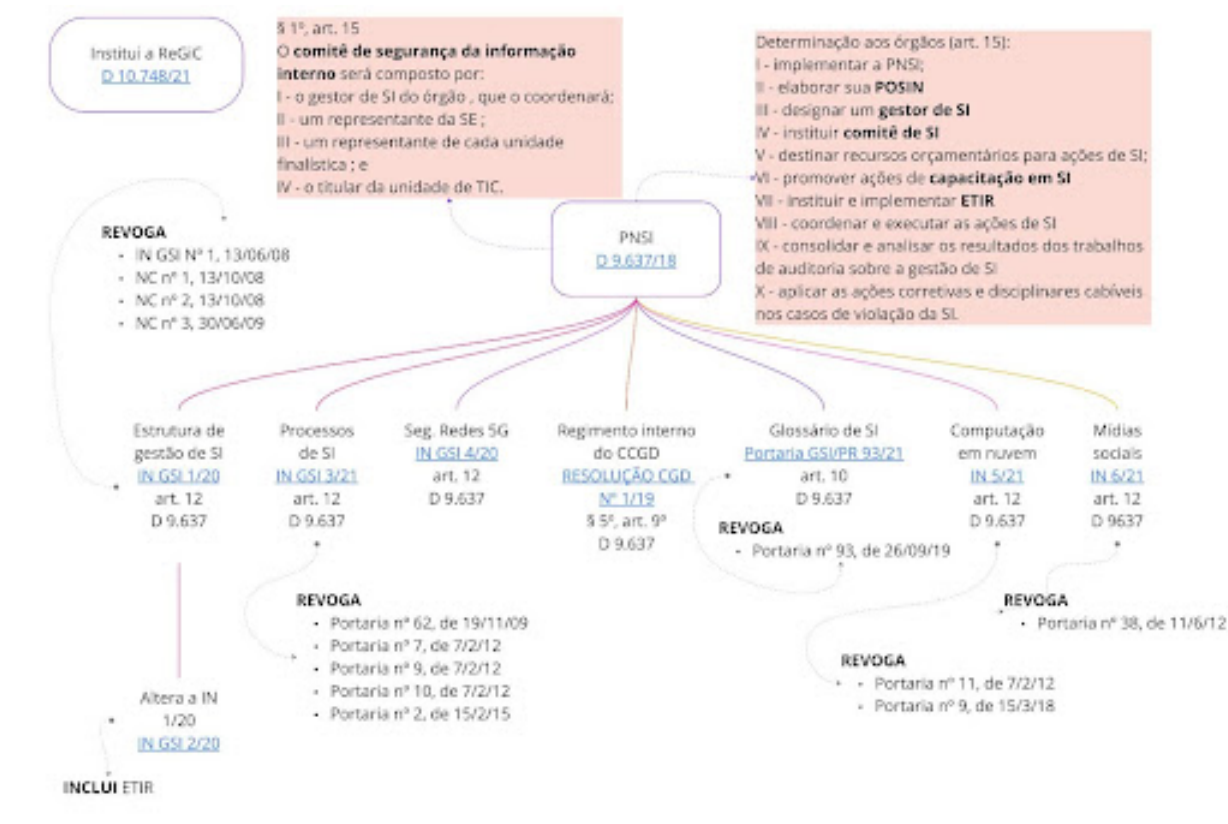 Institui a ReGIC
D 10.748/21
§ 1º, art. 15
O comitê de segurança da informação
interno será composto por:
I - o gestor de SI do órgão , que o coordenará;
II - um representante da SE ;
III - um representante de cada unidade
finalística ; e
IV - o titular da unidade de TIC.
Determinação aos órgãos (art. 15):
I - implementar a PNSI;
II - elaborar sua POSIN
III - designar um gestor de SI
IV - instituir comitê de SI
V - destinar recursos orçamentários para ações de SI;
VI - promover ações de capacitação em SI
VII - instituir e implementar ETIR
VIII - coordenar e executar as ações de SI
IX - consolidar e analisar os resultados dos trabalhos
de auditoria sobre a gestão de SI
X - aplicar as ações corretivas e disciplinares cabíveis
nos casos de violação da SI.
PNSI
D 9.637/18
REVOGA
- IN GSI Nº 1, 13/06/08
- NC nº 1, 13/10/08
- NC nº 2, 13/10/08
- NC nº 3, 30/06/09
Estrutura de
gestão de SI
IN GSI 1/20
art. 12
D 9.637
Processos
de SI
IN GSI 3/21
art. 12
D 9.637
Seg. Redes 5G
IN GSI 4/20
art. 12
D 9.637
Regimento interno
do CCGD
RESOLUÇÃO CGD
Nº 1/19
§ 5º, art. 9º
D 9.637
Glossário de SI
Portaria GSI/PR 93/21
art. 10
D 9.637
Computação
em nuvem
IN 5/21
art. 12
D 9.637
Mídias
sociais
IN 6/21
art. 12
D 9637
REVOGA
- Portaria nº 93, de 26/09/19
REVOGA
- Portaria nº 62, de 19/11/09
- Portaria nº 7, de 7/2/12
- Portaria nº 9, de 7/2/12
- Portaria nº 10, de 7/2/12
- Portaria nº 2, de 15/2/15
REVOGA
- Portaria nº 38, de 11/6/12
REVOGA
- Portaria nº 11, de 7/2/12
- Portaria nº 9, de 15/3/18
Altera a IN
1/20
IN GSI 2/20
INCLUI ETIR